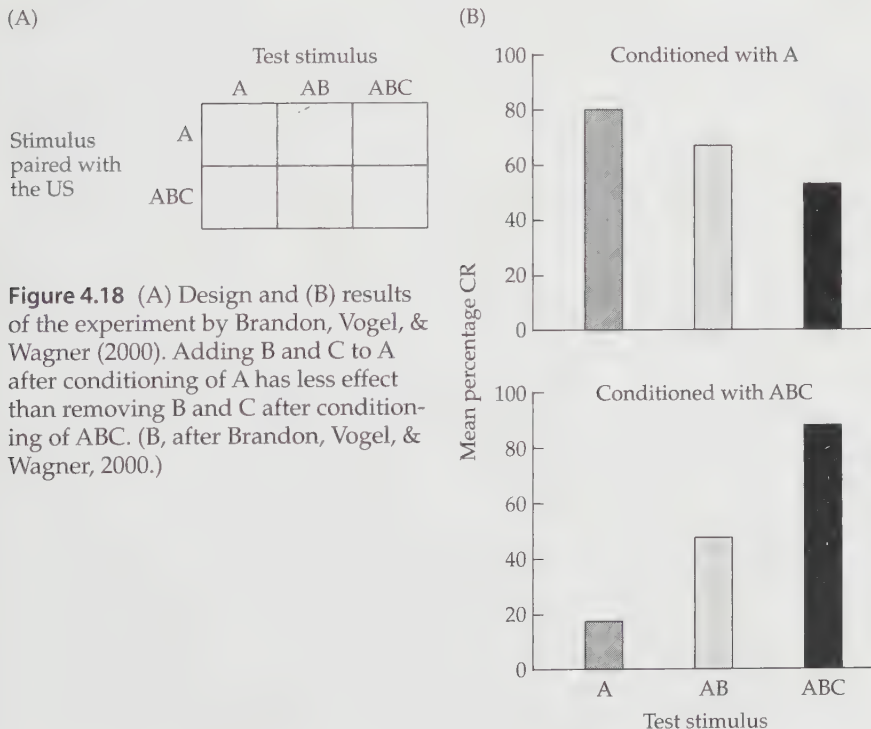 (A)
Test stimulus
A AB ABC
Stimulus
paired with
the US
A
ABC
Figure 4.18 (A) Design and (B) results
of the experiment by Brandon, Vogel, &
Wagner (2000). Adding B and C to A
after conditioning of A has less effect
than removing B and C after condition-
ing of ABC. (B, after Brandon, Vogel, &
Wagner, 2000.)
(B)
Mean percentage CR
Conditioned with A
100
80
60
40
20
0
Conditioned with ABC
100
80
60
40
20
0
A AB ABC
Test stimulus